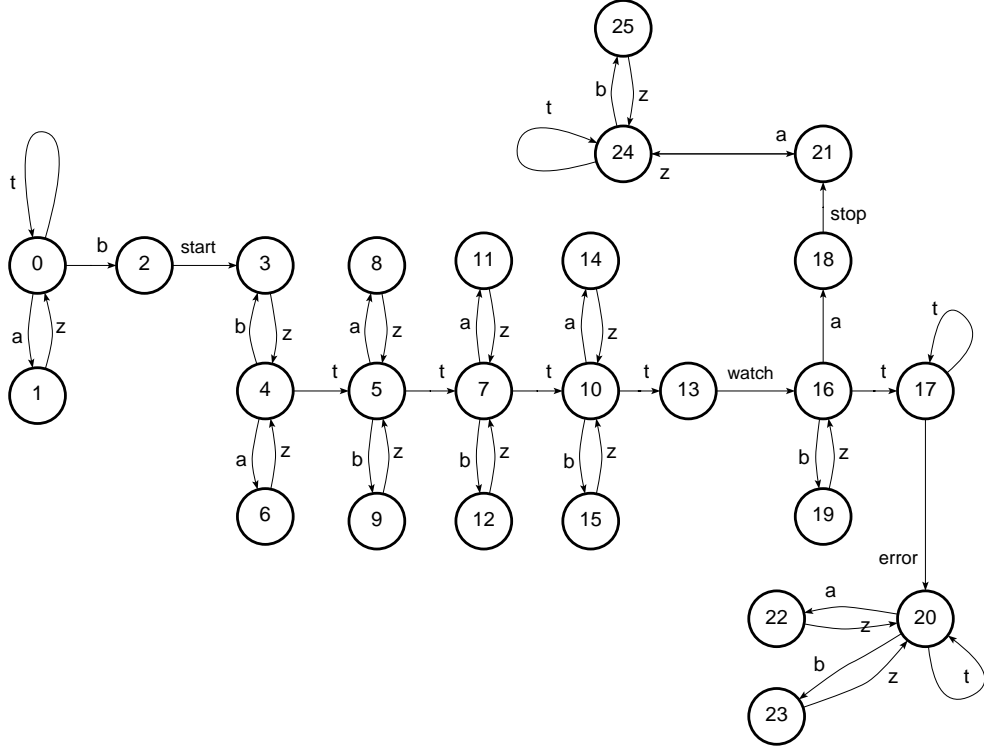 25
b z
t
24
a
z
21
stop
t
b start
0 2 3 8 11 14 18
a z
b z
a z
a z
a z
a
t
1
4 t 5 t 7 t 10 t 13 watch 16 t 17
a z
b z
b z
b z
b z
6 9 12 15 19
error
a
22 z 20
b
z
t
23